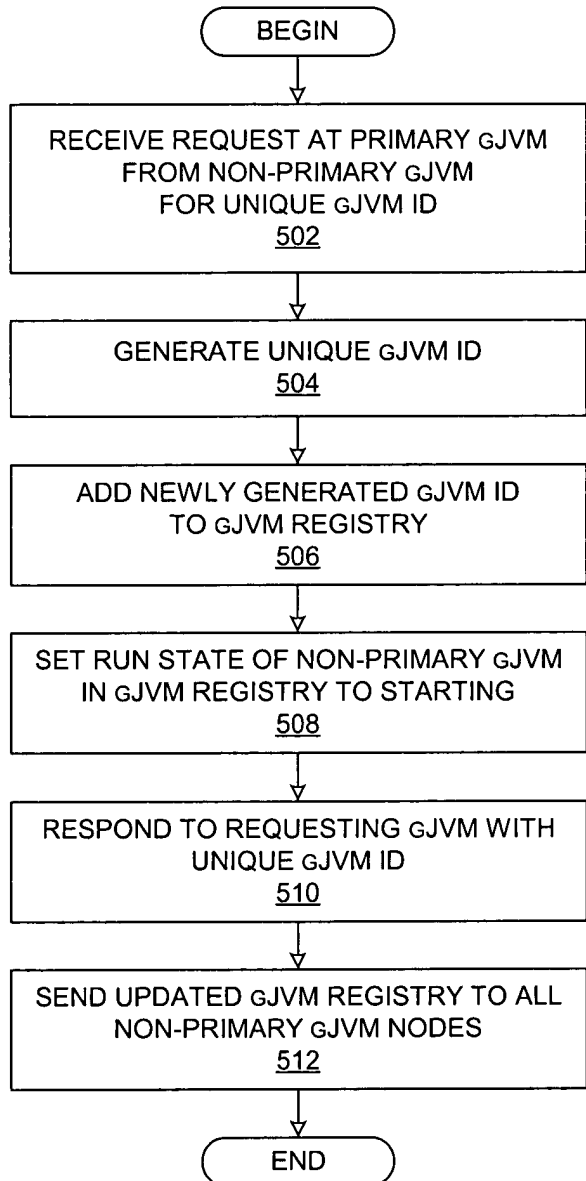 BEGIN
RECEIVE REQUEST AT PRIMARY GJVM
FROM NON-PRIMARY GJVM
FOR UNIQUE GJVM ID
502
GENERATE UNIQUE GJVM ID
504
ADD NEWLY GENERATED GJVM ID
TO GJVM REGISTRY
506
SET RUN STATE OF NON-PRIMARY GJVM
IN GJVM REGISTRY TO STARTING
508
RESPOND TO REQUESTING GJVM WITH
UNIQUE GJVM ID
510
SEND UPDATED GJVM REGISTRY TO ALL
NON-PRIMARY GJVM NODES
512
END